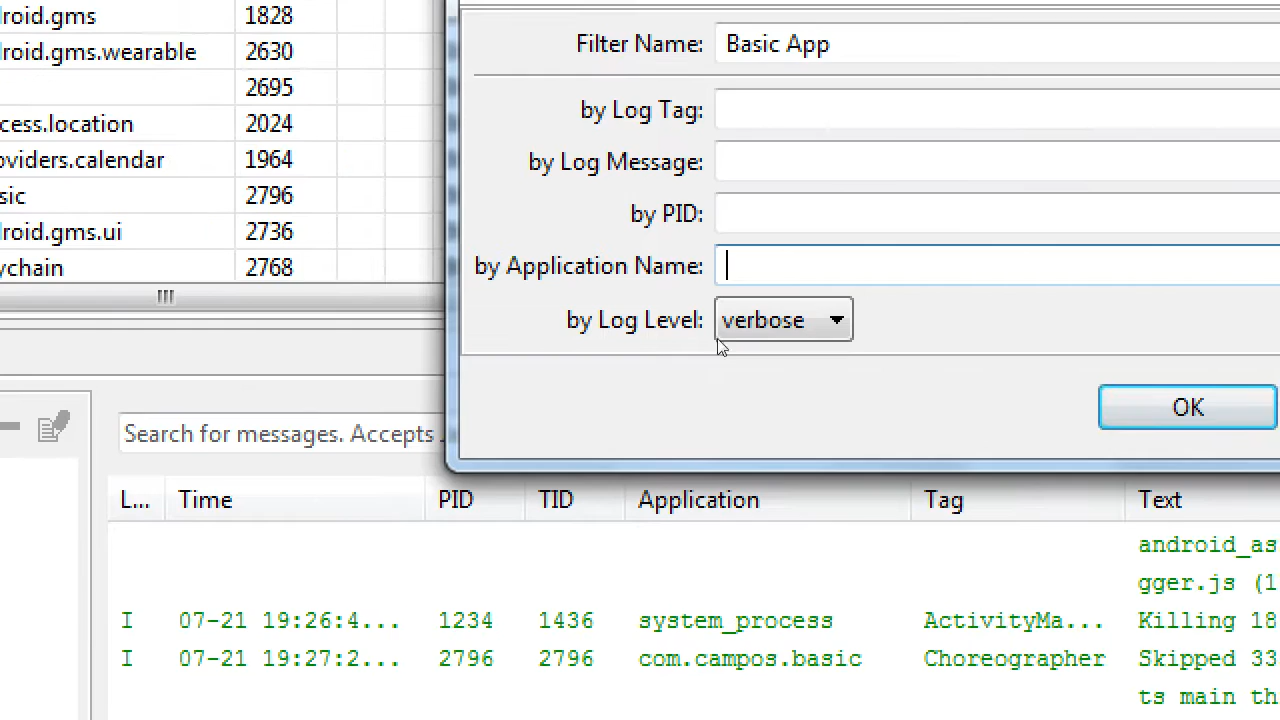 droid.gms 1828
roid.gms.wearable 2630
2695
cess.location 2024
oviders.calendar 1964
sic 2796
roid.gms.ui 2736
ychain 2768
Filter Name: Basic App
by Log Tag:
by Log Message:
by PID:
by Application Name:
by Log Level: verbose
OK
Search for messages. Accepts
L... Time PID TID Application Tag Text
android_as
gger.js (1
I 07-21 19:26:4... 1234 1436 system_process ActivityMa... Killing 18
I 07-21 19:27:2... 2796 2796 com.campos.basic Choreographer Skipped 33
ts main th